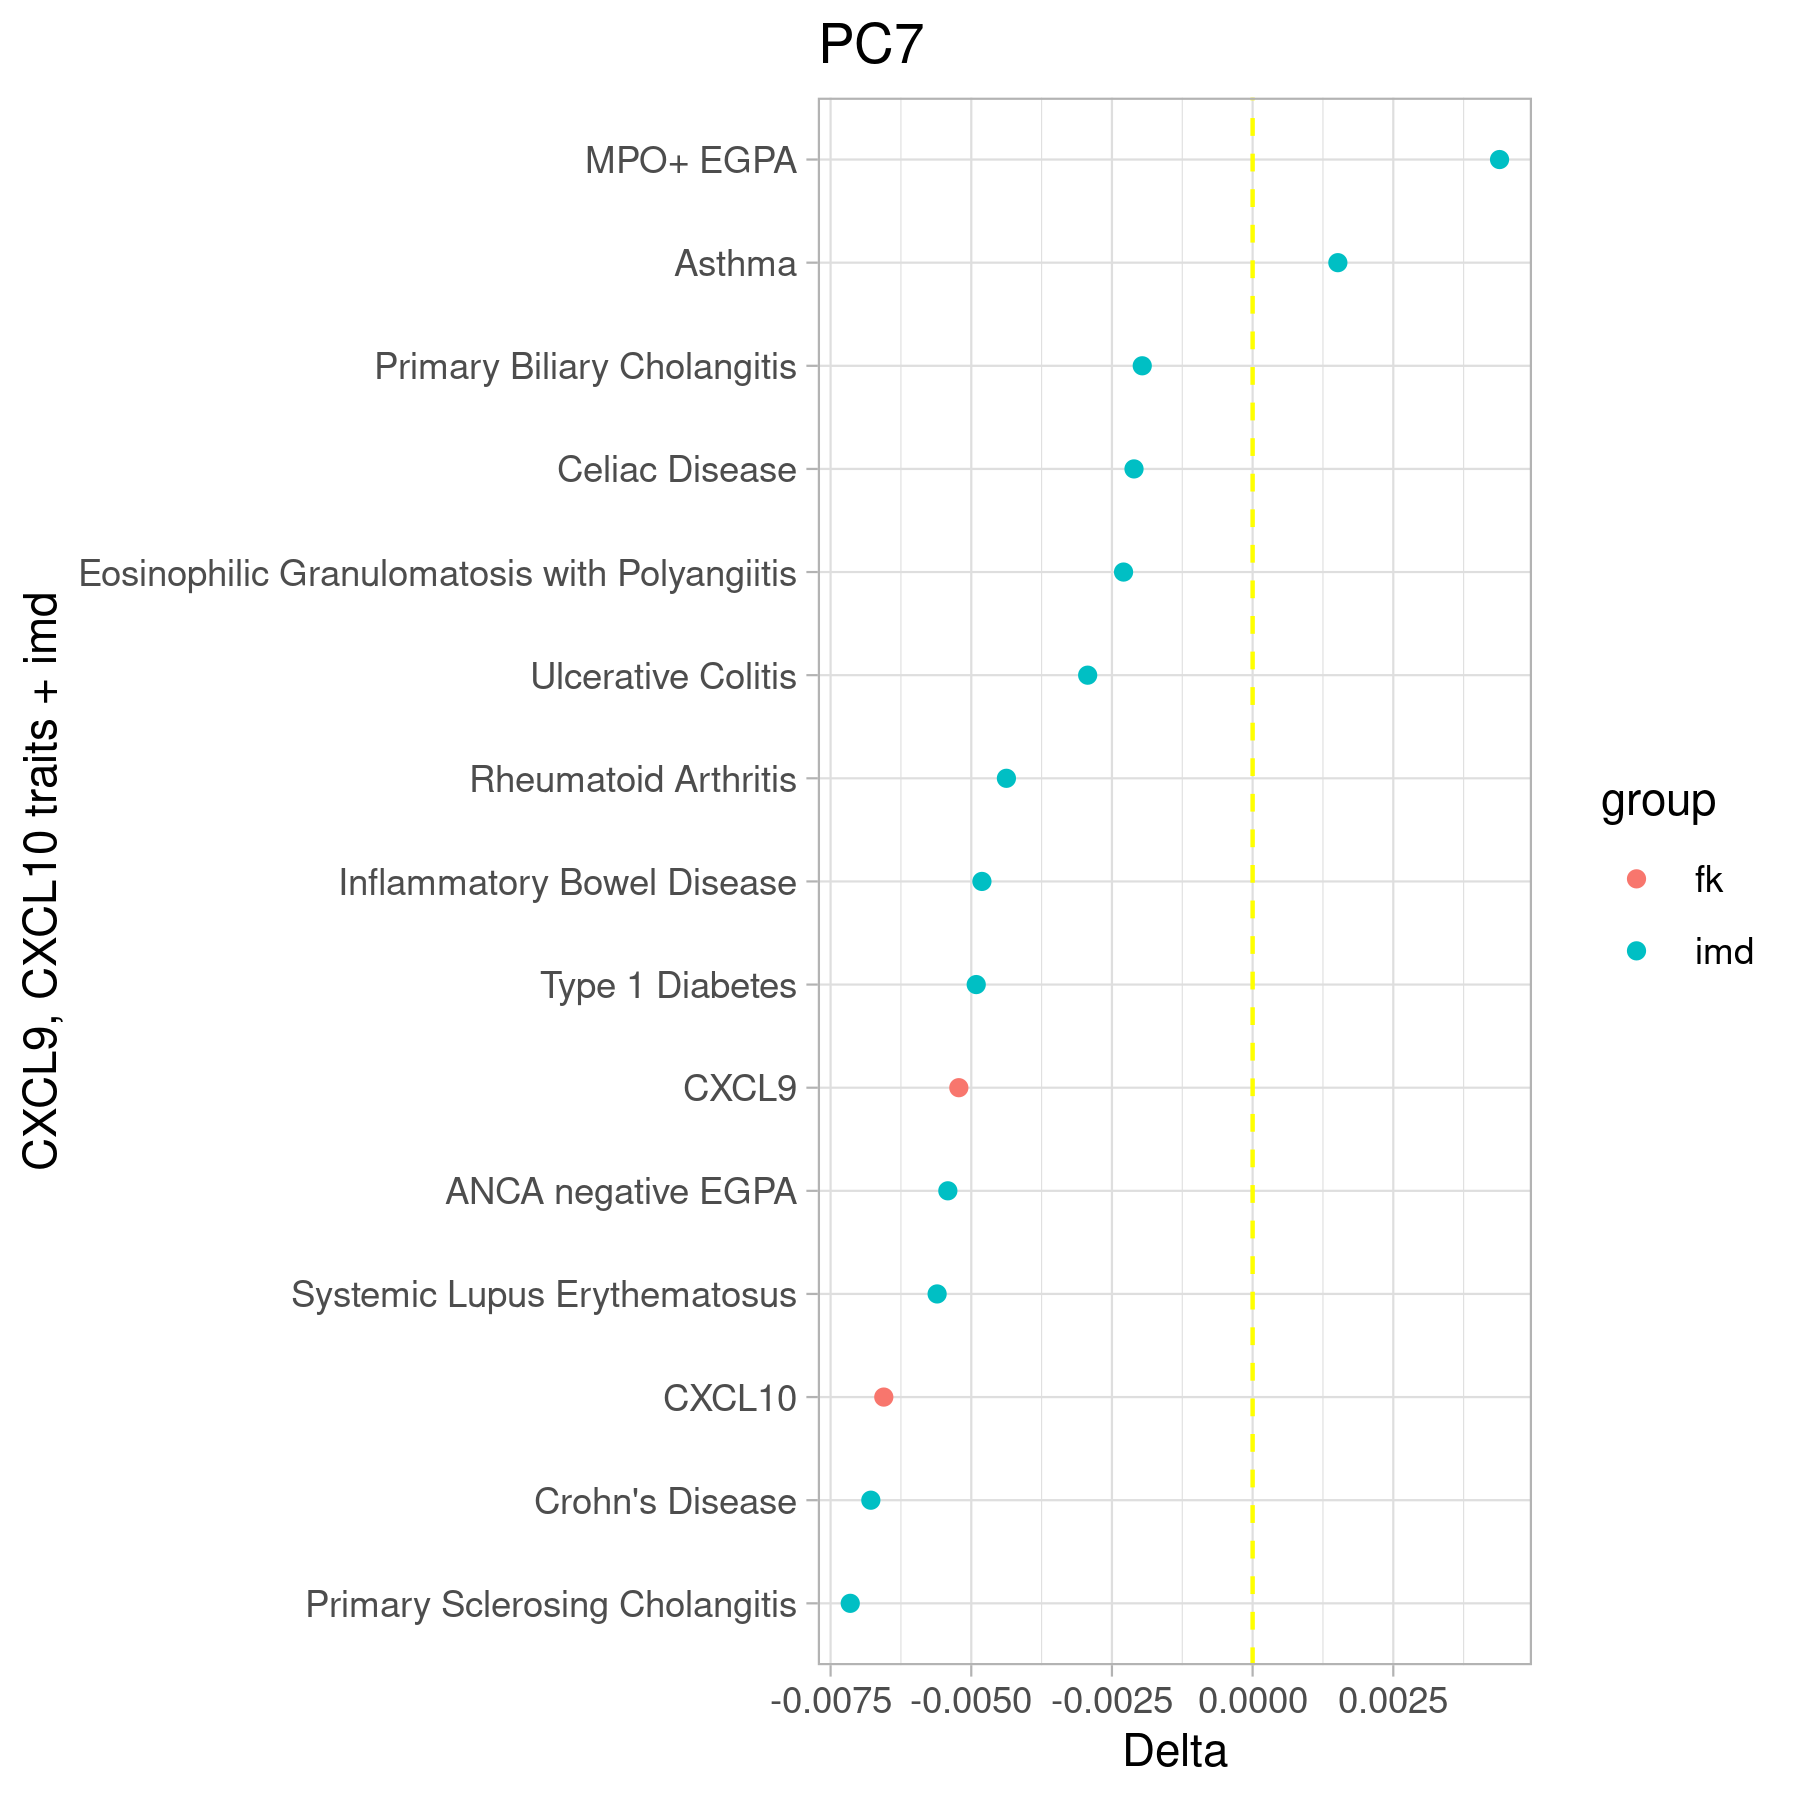 PC7
CXCL9, CXCL10 traits + imd
MPO+ EGPA
Asthma
Primary Biliary Cholangitis
Celiac Disease
Eosinophilic Granulomatosis with Polyangiitis
Ulcerative Colitis
Rheumatoid Arthritis
Inflammatory Bowel Disease
Type 1 Diabetes
CXCL9
ANCA negative EGPA
Systemic Lupus Erythematosus
CXCL10
Crohn's Disease
Primary Sclerosing Cholangitis
-0.0075 -0.0050 -0.0025 0.0000 0.0025
Delta
group
fk
imd